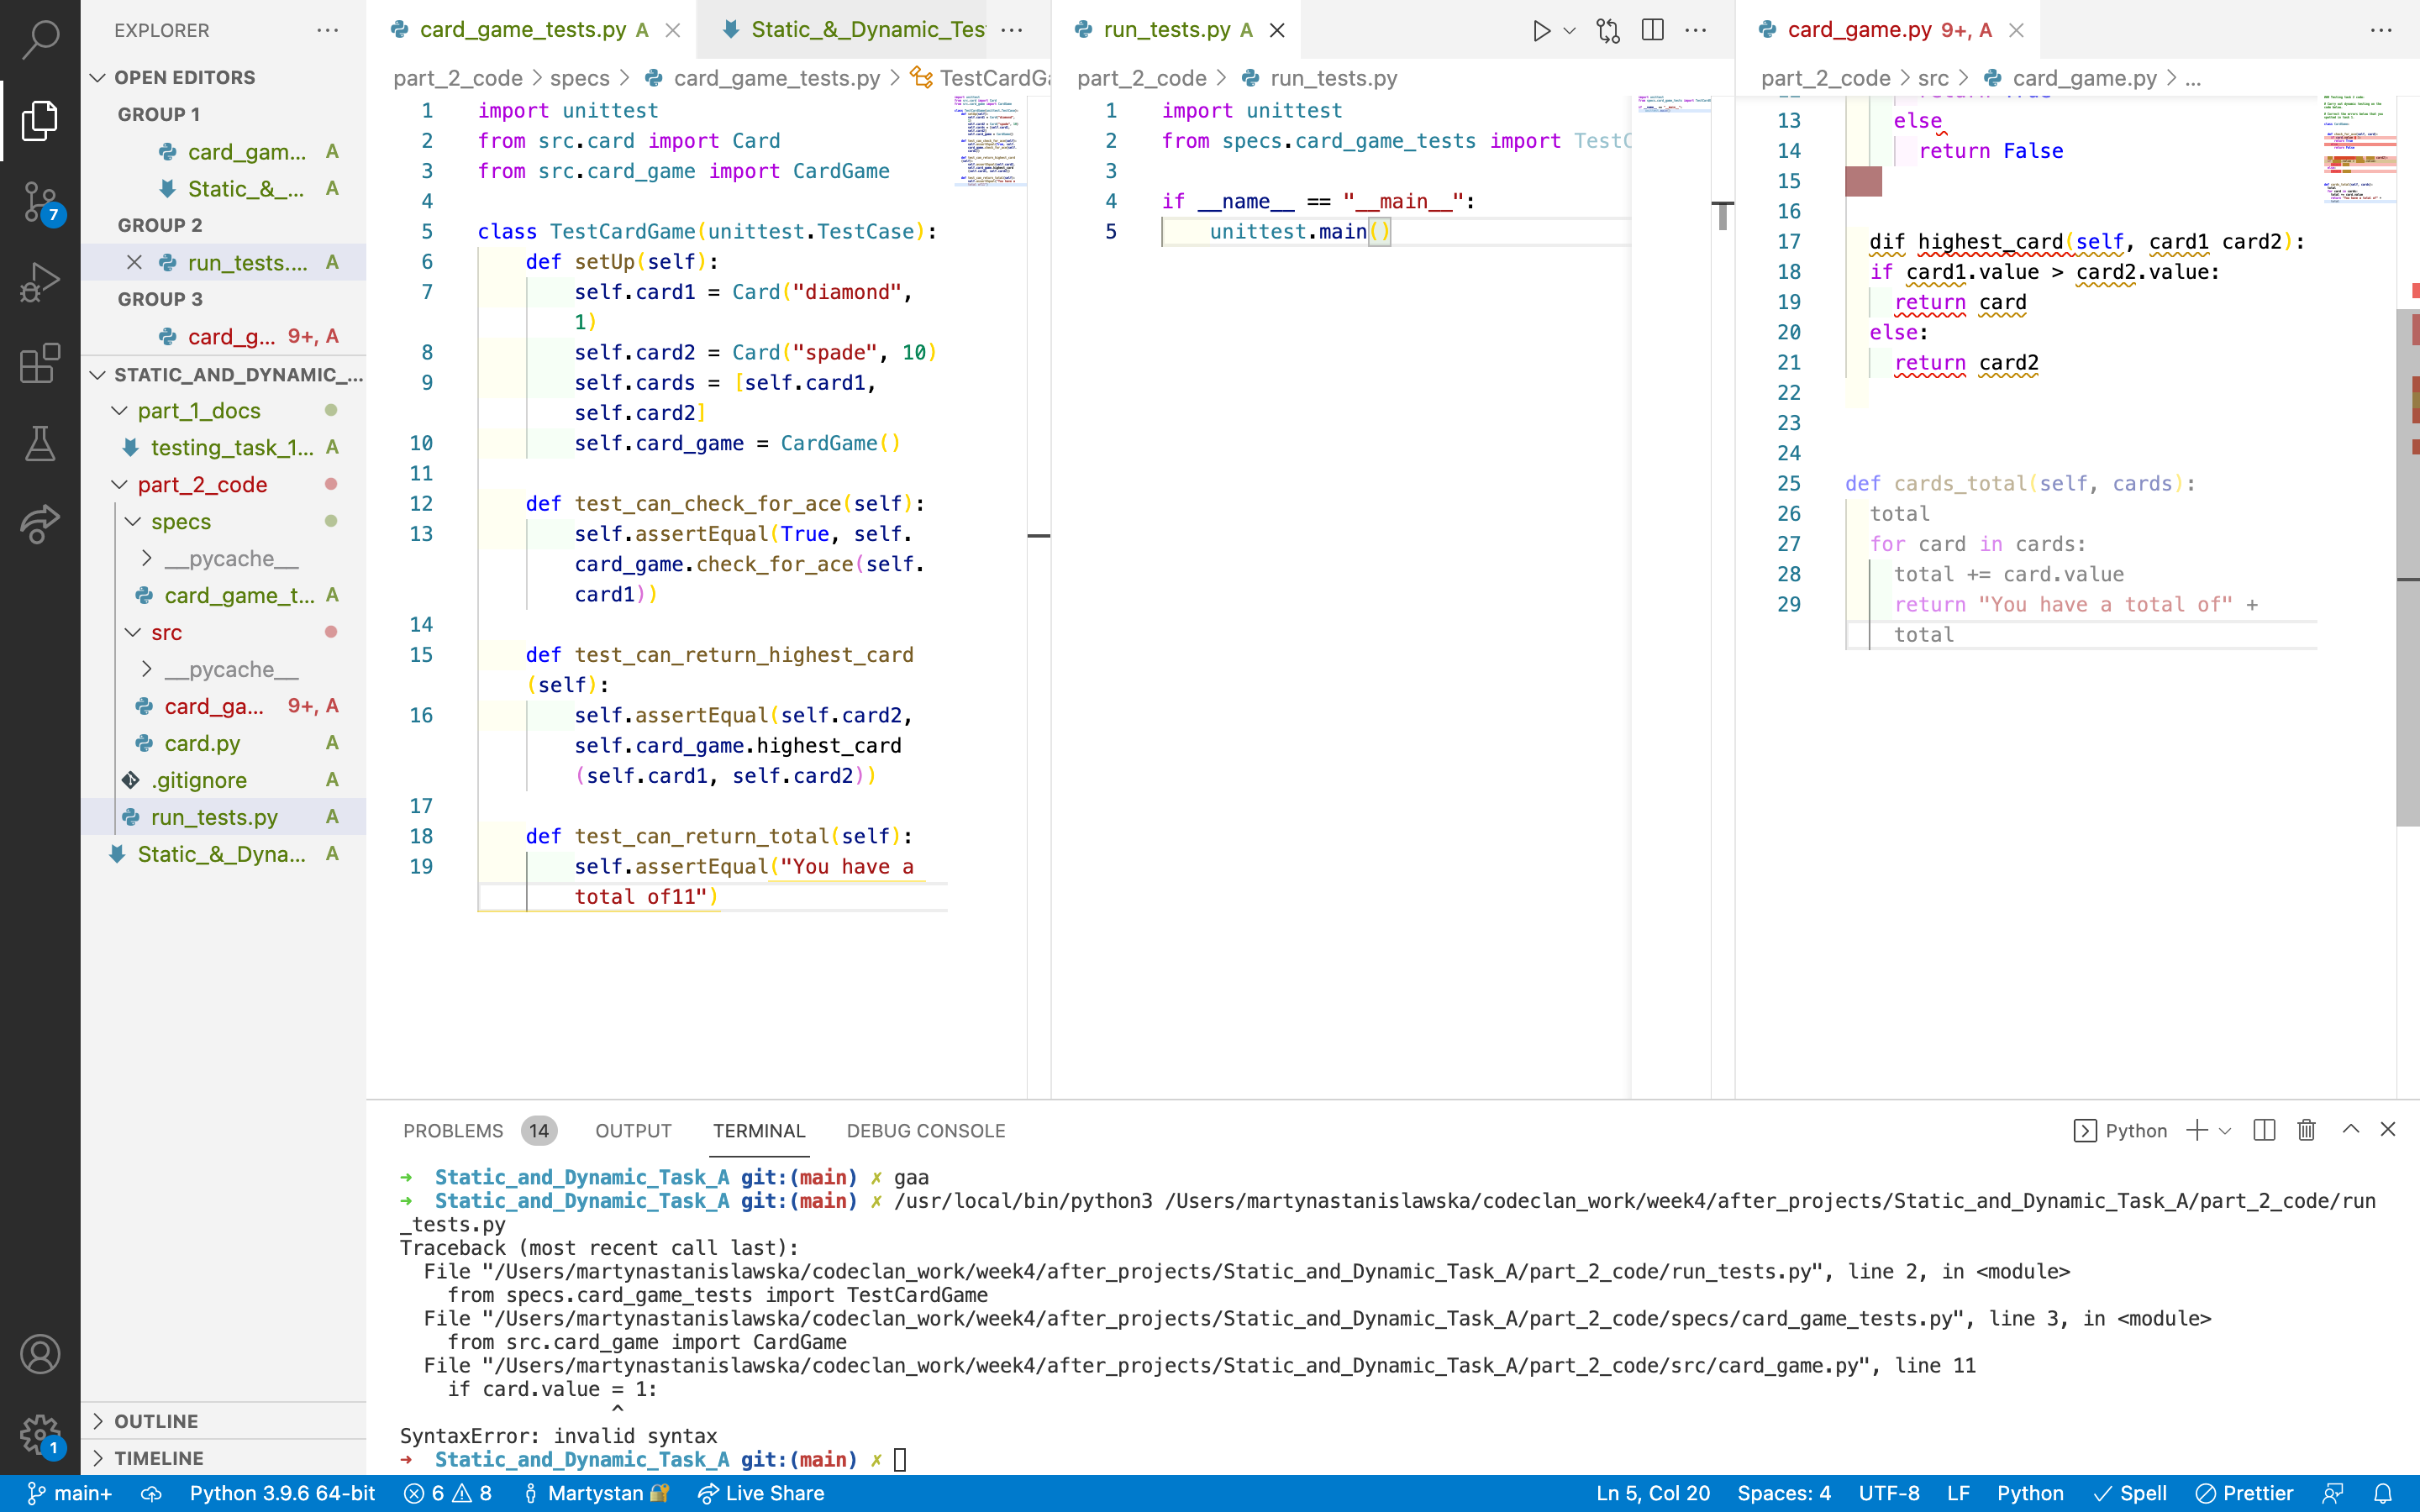 EXPLORER
OPEN EDITORS
GROUP 1
card_gam... A
Static_&_... A
GROUP 2
run_tests.... A
GROUP 3
card_g... 9+, A
STATIC_AND_DYNAMIC_...
part_1_docs
testing_task_1... A
part_2_code
specs
__pycache__
card_game_t... A
src
__pycache__
card_ga... 9+, A
card.py A
.gitignore A
run_tests.py A
Static_&_Dyna... A
OUTLINE
TIMELINE
7
1
card_game_tests.py A
Static_&_Dynamic_Tes
part_2_code > specs > card_game_tests.py > TestCardGa
1 import unittest
2 from src.card import Card
3 from src.card_game import CardGame
4
5 class TestCardGame(unittest.TestCase):
6 def setUp(self):
7 self.card1 = Card("diamond",
1)
8 self.card2 = Card("spade", 10)
9 self.cards = [self.card1,
self.card2]
10 self.card_game = CardGame()
11
12 def test_can_check_for_ace(self):
13 self.assertEqual(True, self.
card_game.check_for_ace(self.
card1))
14
15 def test_can_return_highest_card
(self):
16 self.assertEqual(self.card2,
self.card_game.highest_card
(self.card1, self.card2))
17
18 def test_can_return_total(self):
19 self.assertEqual("You have a
total of11")
run_tests.py A
part_2_code > run_tests.py
1 import unittest
2 from specs.card_game_tests import TestC
3
4 if __name__ == "__main__":
5 unittest.main()
card_game.py 9+, A
part_2_code > src > card_game.py > ...
12 return True
13 else
14 return False
15
16
17 dif highest_card(self, card1 card2):
18 if card1.value > card2.value:
19 return card
20 else:
21 return card2
22
23
24
25 def cards_total(self, cards):
26 total
27 for card in cards:
28 total += card.value
29 return "You have a total of" +
total
PROBLEMS 14 OUTPUT TERMINAL DEBUG CONSOLE
Python
→ Static_and_Dynamic_Task_A git:(main) ✗ gaa
→ Static_and_Dynamic_Task_A git:(main) ✗ /usr/local/bin/python3 /Users/martynastanislawska/codeclan_work/week4/after_projects/Static_and_Dynamic_Task_A/part_2_code/run
_tests.py
Traceback (most recent call last):
File "/Users/martynastanislawska/codeclan_work/week4/after_projects/Static_and_Dynamic_Task_A/part_2_code/run_tests.py", line 2, in <module>
from specs.card_game_tests import TestCardGame
File "/Users/martynastanislawska/codeclan_work/week4/after_projects/Static_and_Dynamic_Task_A/part_2_code/specs/card_game_tests.py", line 3, in <module>
from src.card_game import CardGame
File "/Users/martynastanislawska/codeclan_work/week4/after_projects/Static_and_Dynamic_Task_A/part_2_code/src/card_game.py", line 11
if card.value = 1:
^
SyntaxError: invalid syntax
→ Static_and_Dynamic_Task_A git:(main) ✗
main+ Python 3.9.6 64-bit 6 8 Martystan Live Share Ln 5, Col 20 Spaces: 4 UTF-8 LF Python Spell Prettier